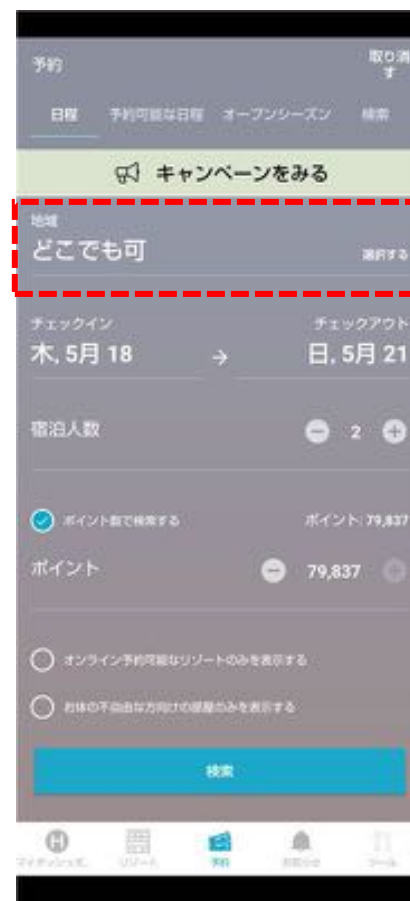 予約
取り消す
日程 予約可能な日程 オープンシーズン 検索
キャンペーンをみる
地域
どこでも可
選択する
チェックイン
チェックアウト
木, 5月 18 → 日, 5月 21
宿泊人数
2
ポイント数で検索する
ポイント: 79,837
ポイント
79,837
オンライン予約可能なリゾートのみを表示する
お体の不自由な方向けの部屋のみを表示する
検索
リゾート
予約
お知らせ
ツール